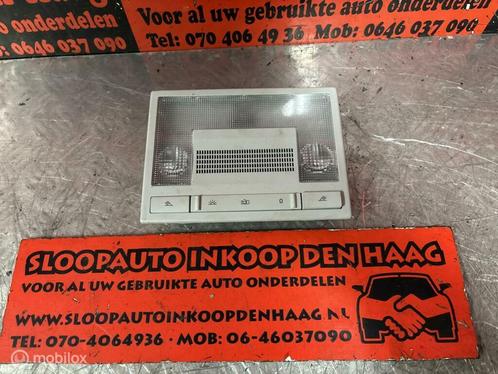 Voor al uw gebruikte auto onderdelen
auto onderdelen
Tel: 070 406 49 36 Mob: 0646 037 090
: 0646 037 090
SLOOPAUTO INKOOP DEN HAAG
VOOR AL UW GEBRUIKTE AUTO ONDERDELEN
WWW.SLOOPAUTOINKOOPDENHAAG.NL
TEL: 070-4064936 • MOB: 06-46037090
© mobilox